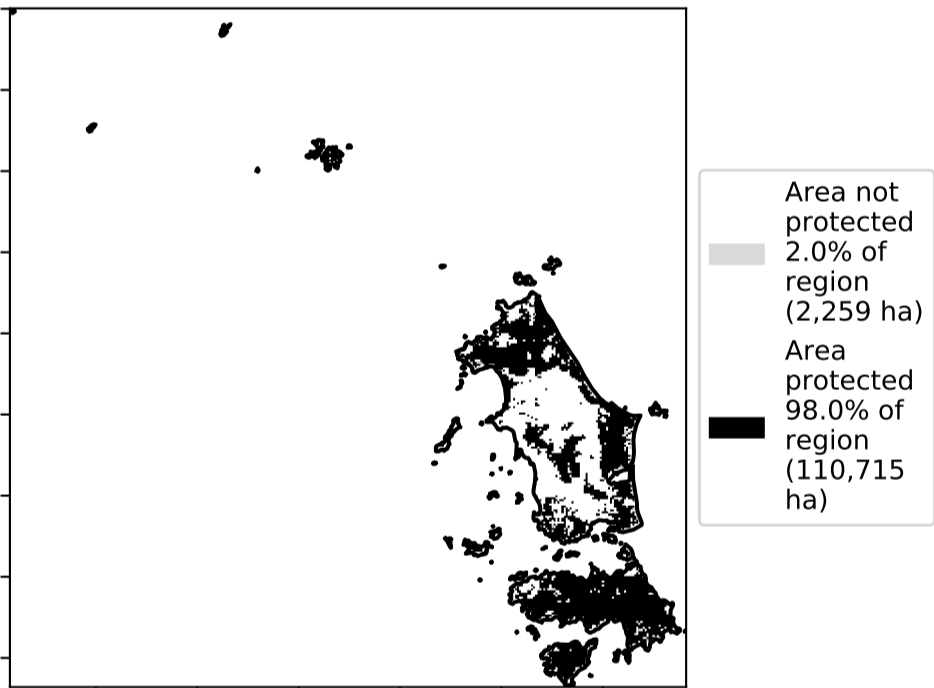 Area not
protected
2.0% of
region
(2,259 ha)
Area
protected
98.0% of
region
(110,715
ha)